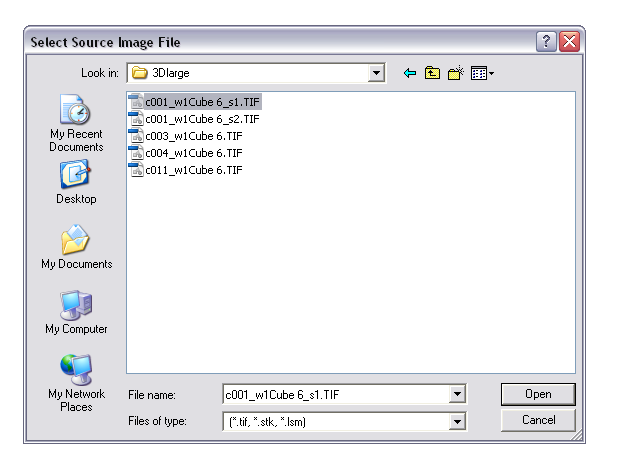 Select Source Image File
Look in: 3Dlarge
My Recent
Documents
Desktop
My Documents
My Computer
My Network
Places
c001_w1Cube 6_s1.TIF
c001_w1Cube 6_s2.TIF
c003_w1Cube 6.TIF
c004_w1Cube 6.TIF
c011_w1Cube 6.TIF
File name: c001_w1Cube 6_s1.TIF Open
Files of type: (*.tif, *.stk, *.lsm) Cancel